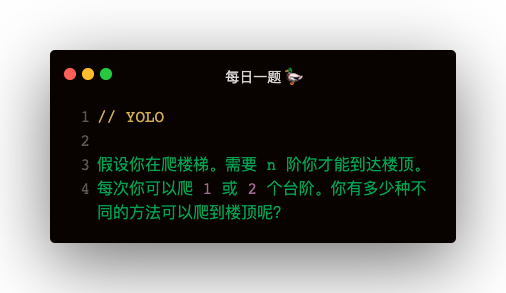 每日一题 🦆
1 // YOLO
2
3 假设你在爬楼梯。需要 n 阶你才能到达楼顶。
4 每次你可以爬 1 或 2 个台阶。你有多少种不
同的方法可以爬到楼顶呢?